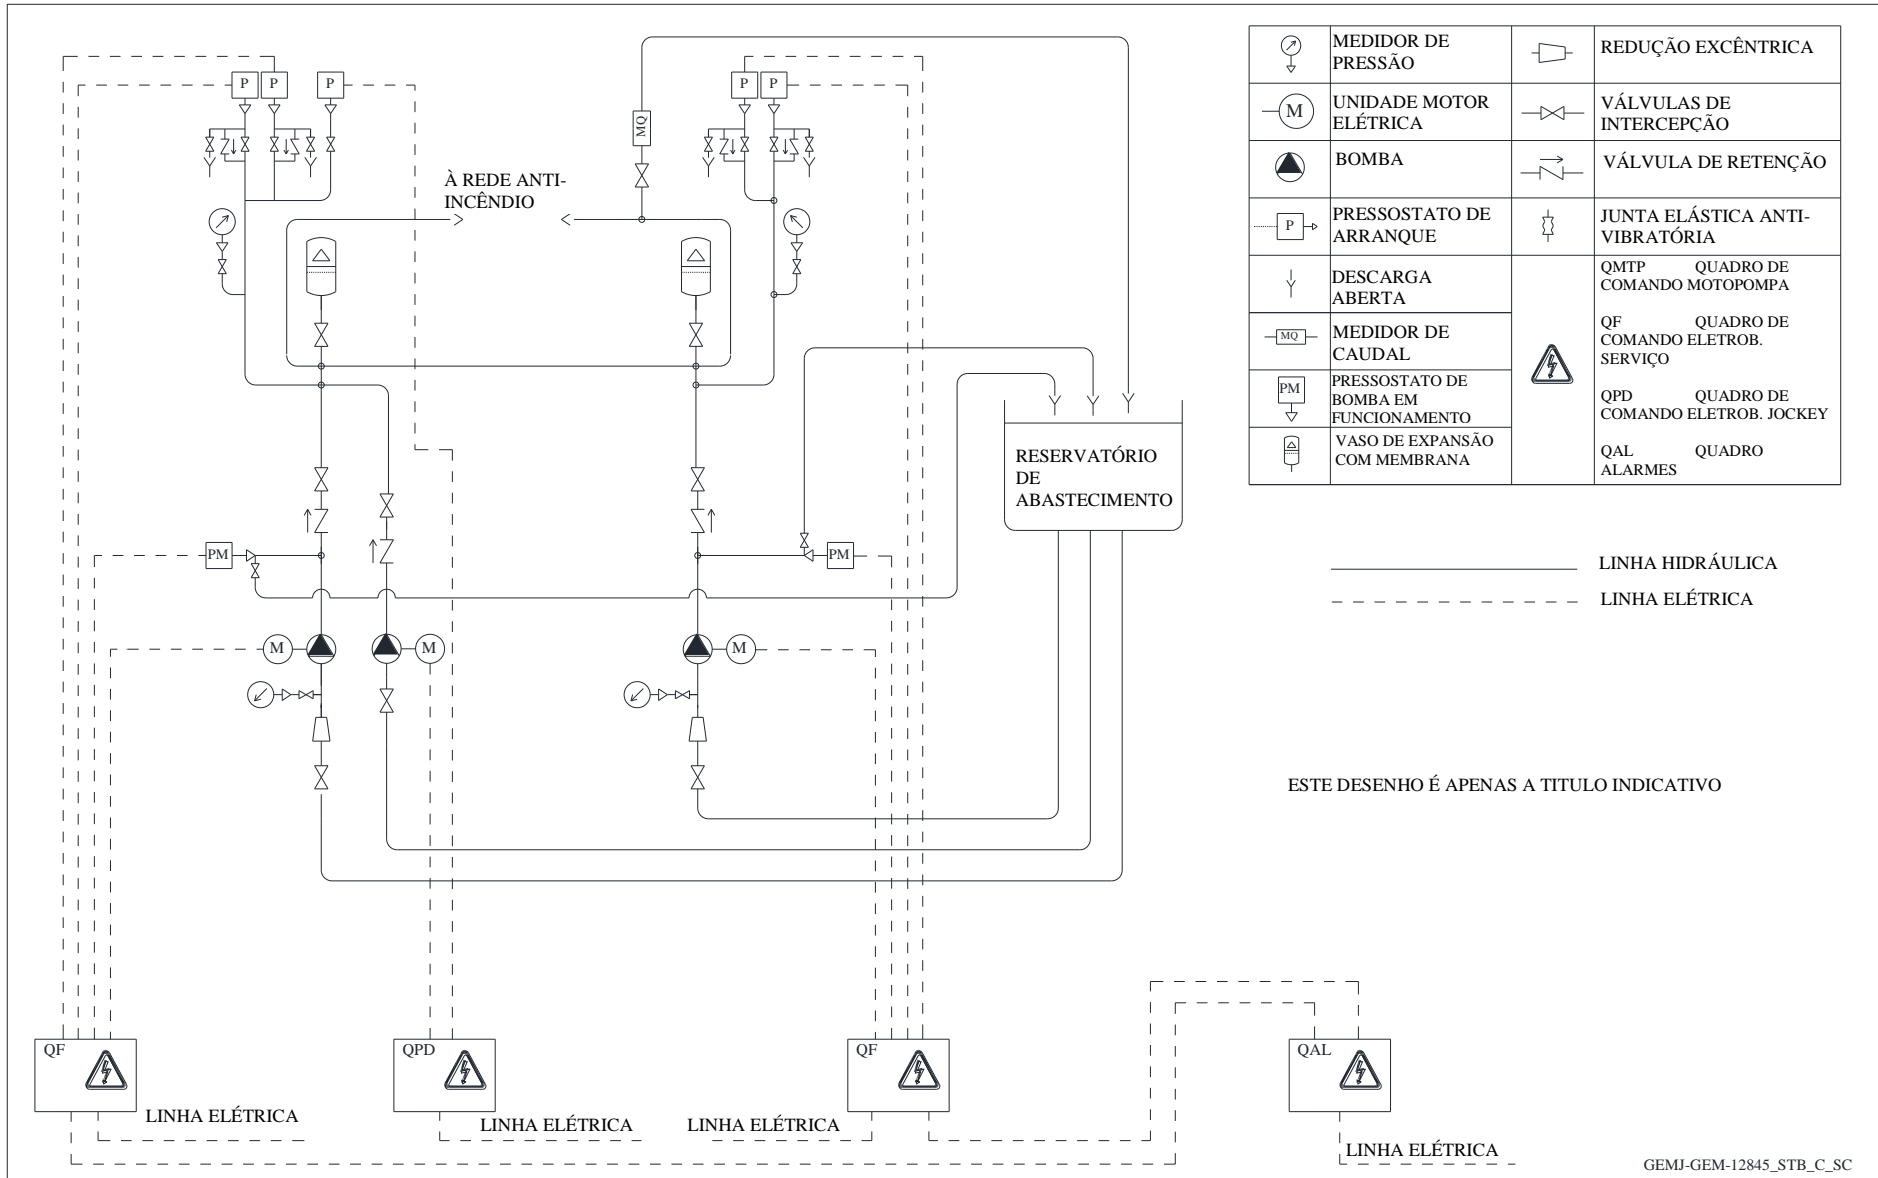 P
P
P
P
P
MQ
À REDE ANTI-
INCÊNDIO
RESERVATÓRIO
DE
ABASTECIMENTO
PM
PM
M
M
M
MEDIDOR DE
PRESSÃO
REDUÇÃO EXCÊNTRICA
M
UNIDADE MOTOR
ELÉTRICA
VÁLVULAS DE
INTERCEPÇÃO
BOMBA
VÁLVULA DE RETENÇÃO
P
PRESSOSTATO DE
ARRANQUE
JUNTA ELÁSTICA ANTI-
VIBRATÓRIA
DESCARGA
ABERTA
MQ
MEDIDOR DE
CAUDAL
PM
PRESSOSTATO DE
BOMBA EM
FUNCIONAMENTO
VASO DE EXPANSÃO
COM MEMBRANA
QMTP QUADRO DE
COMANDO MOTOPOMPA
QF QUADRO DE
COMANDO ELETROB.
SERVIÇO
QPD QUADRO DE
COMANDO ELETROB. JOCKEY
QAL QUADRO
ALARMES
LINHA HIDRÁULICA
LINHA ELÉTRICA
ESTE DESENHO É APENAS A TITULO INDICATIVO
QF
QPD
QF
QAL
LINHA ELÉTRICA
LINHA ELÉTRICA
LINHA ELÉTRICA
LINHA ELÉTRICA
GEMJ-GEM-12845_STB_C_SC